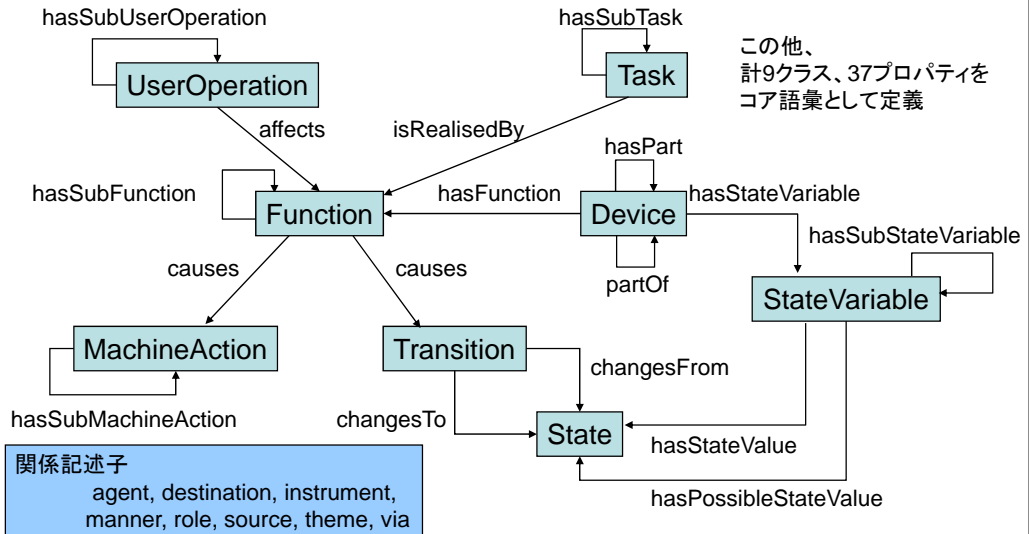 hasSubUserOperation
hasSubTask
この他、
計9クラス、37プロパティを
コア語彙として定義
UserOperation
Task
affects
isRealisedBy
hasPart
hasSubFunction
hasFunction
hasStateVariable
Function
Device
hasSubStateVariable
causes
causes
partOf
StateVariable
MachineAction
Transition
changesFrom
hasSubMachineAction
changesTo
State
hasStateValue
hasPossibleStateValue
関係記述子
agent, destination, instrument,
manner, role, source, theme, via